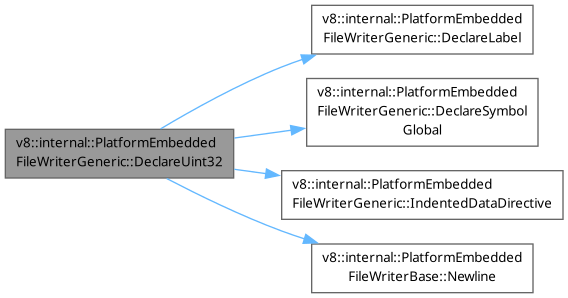 v8::internal::PlatformEmbedded
FileWriterGeneric::DeclareUint32
v8::internal::PlatformEmbedded
FileWriterGeneric::DeclareLabel
v8::internal::PlatformEmbedded
FileWriterGeneric::DeclareSymbol
Global
v8::internal::PlatformEmbedded
FileWriterGeneric::IndentedDataDirective
v8::internal::PlatformEmbedded
FileWriterBase::Newline